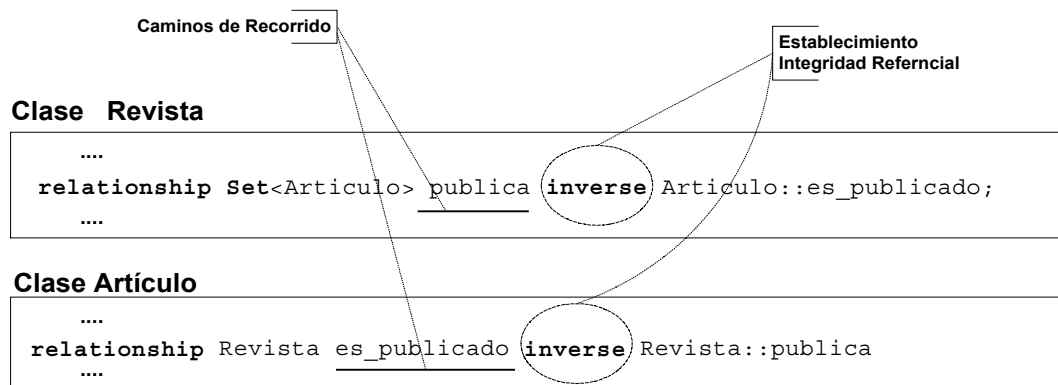 Caminos de Recorrido
Establecimiento
Integridad Referncial
Clase Revista
....
relationship Set<Articulo> publica inverse Articulo::es_publicado;
....
Clase Artículo
....
relationship Revista es_publicado inverse Revista::publica
....